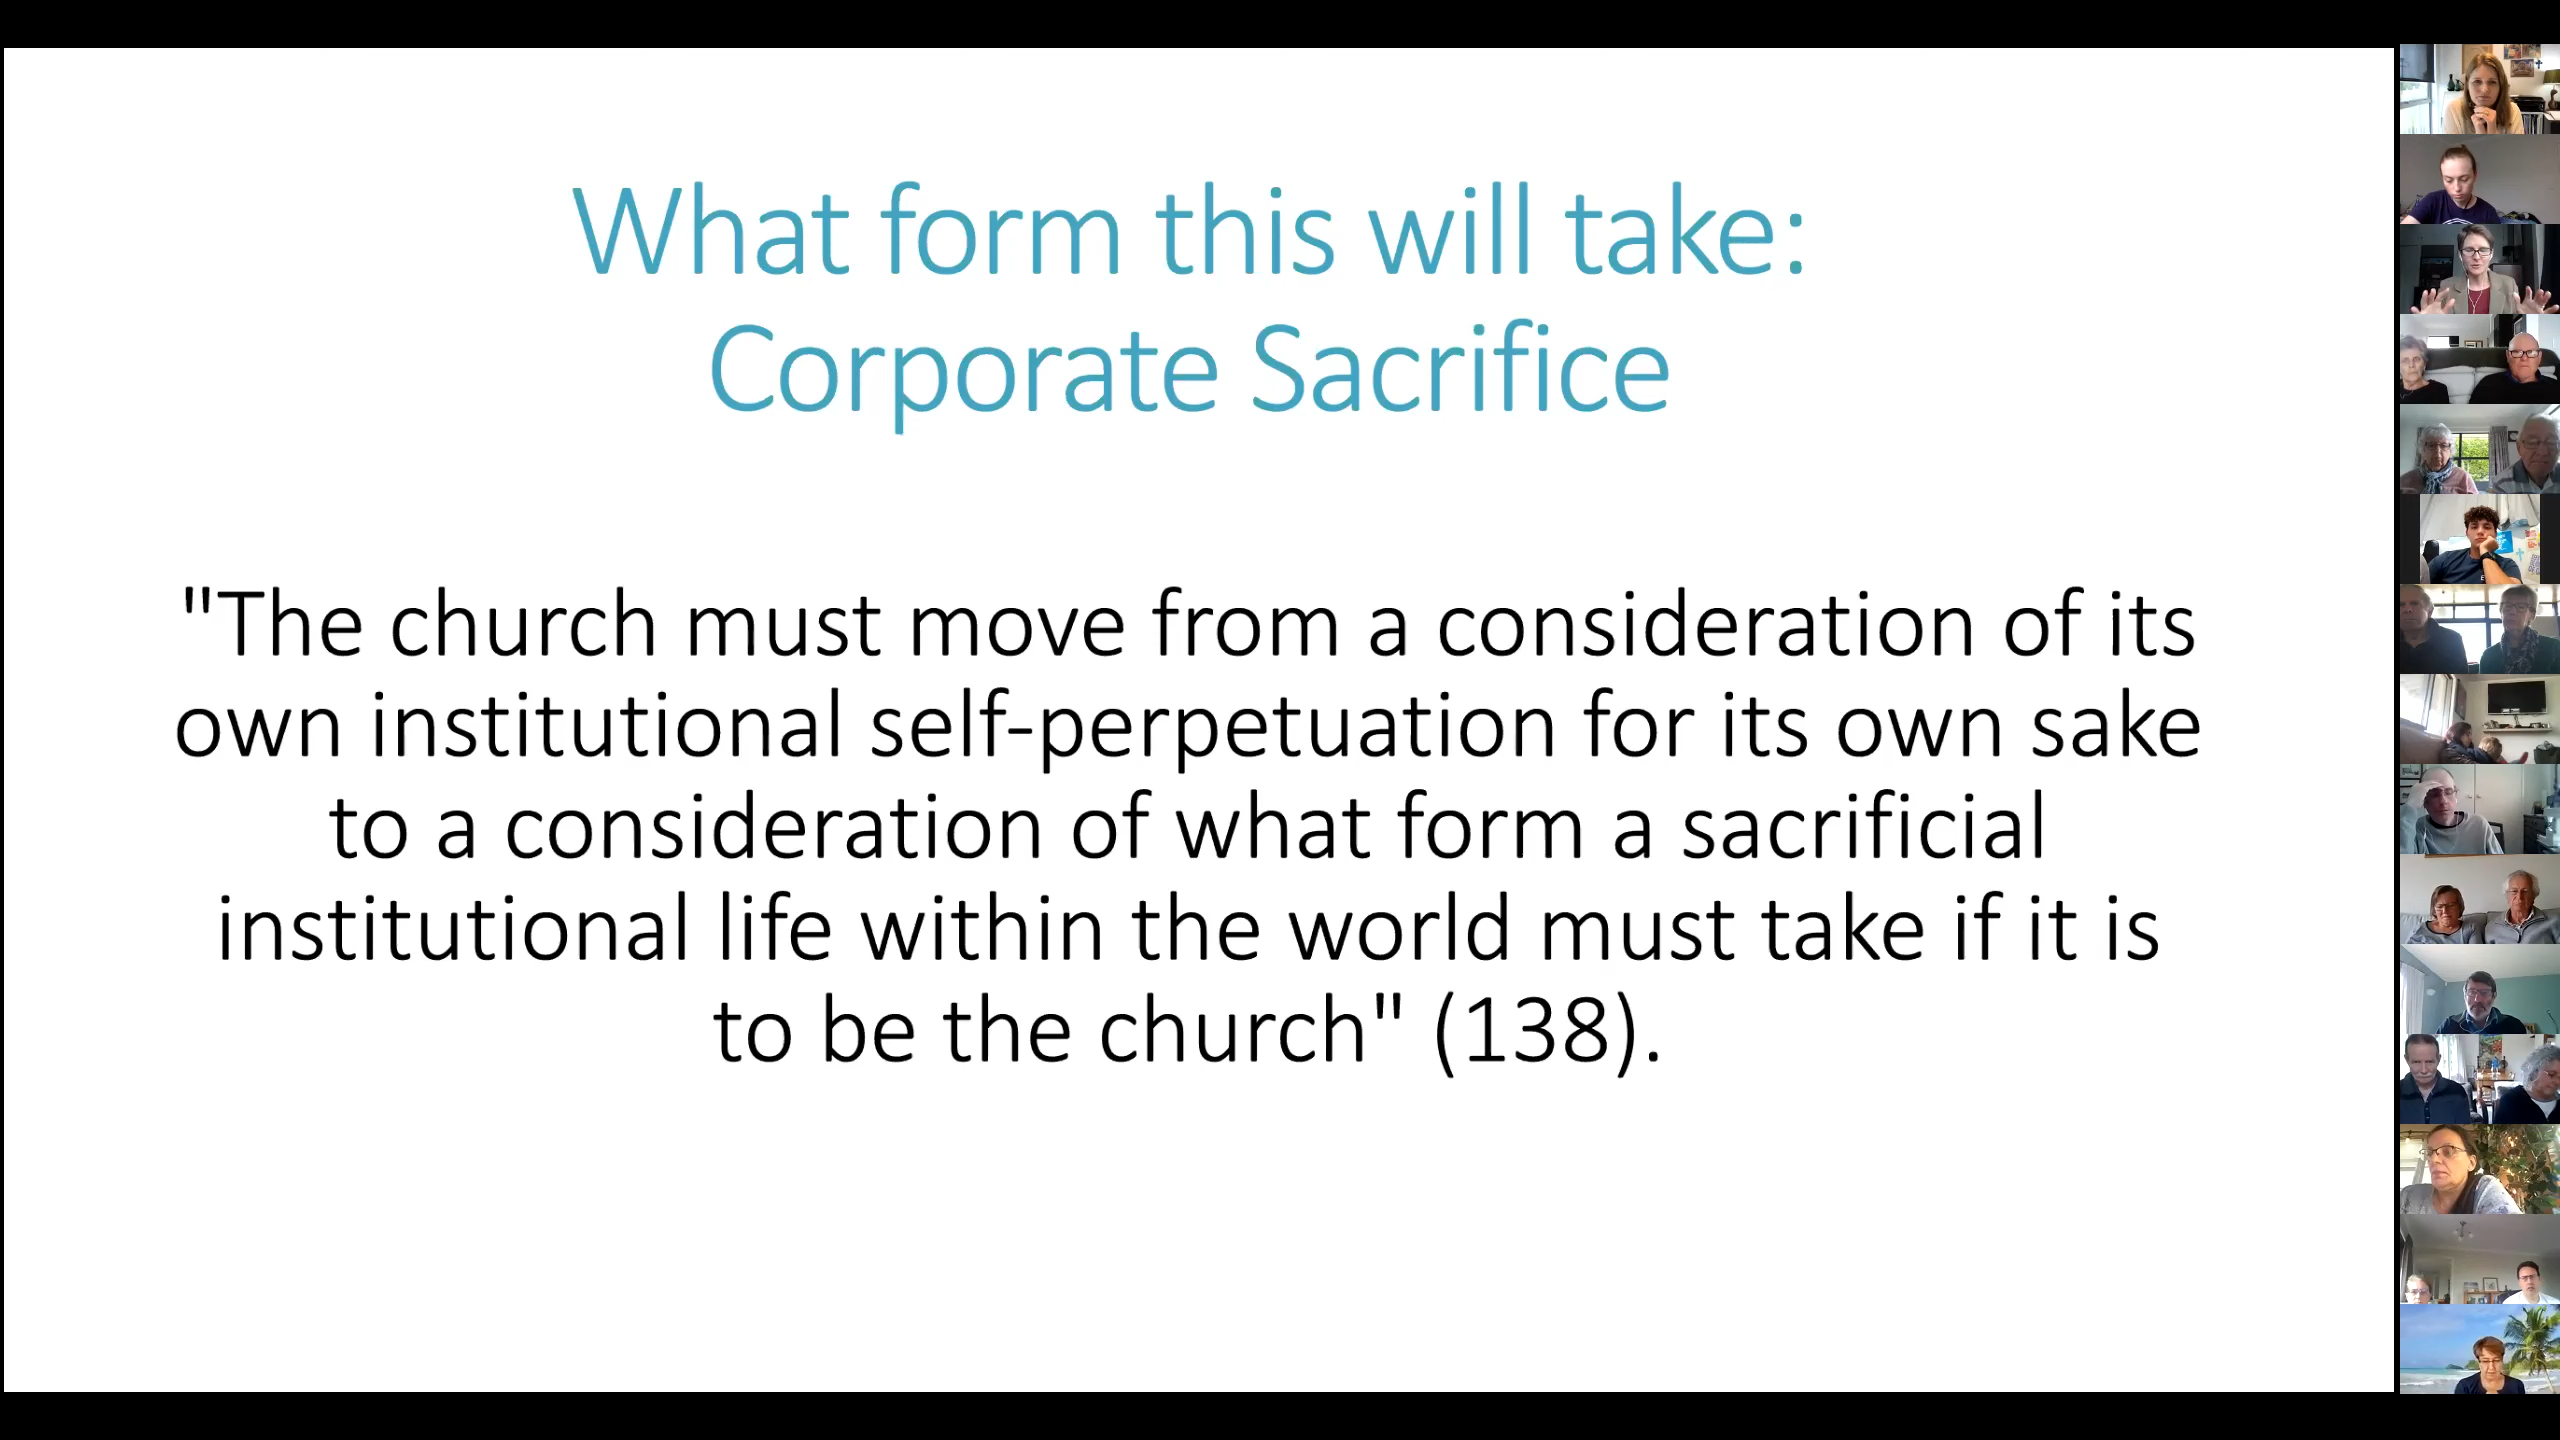 What form this will take:
Corporate Sacrifice
"The church must move from a consideration of its
own institutional self-perpetuation for its own sake
to a consideration of what form a sacrificial
institutional life within the world must take if it is
to be the church" (138).